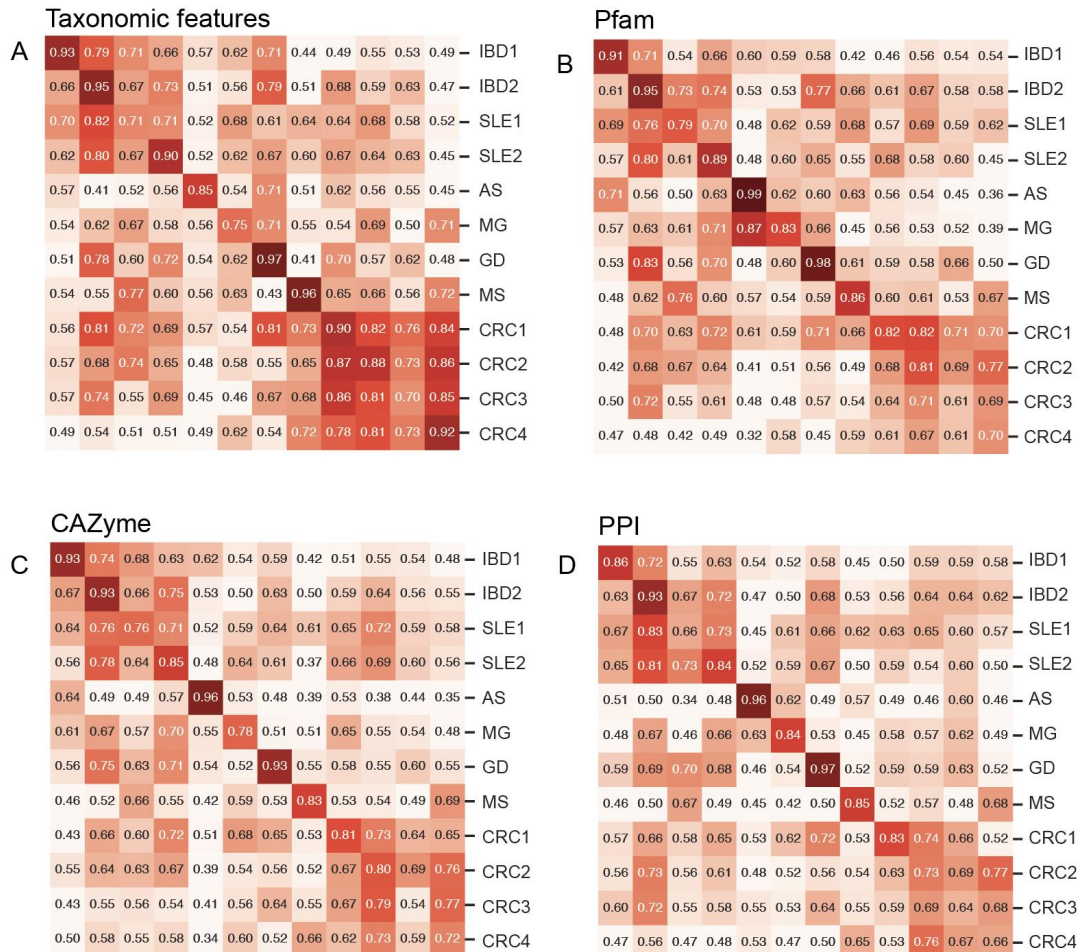 Taxonomic features
A
0.93 0.79 0.71 0.66 0.57 0.62 0.71 0.44 0.49 0.55 0.53 0.49 IBD1
0.66 0.95 0.67 0.73 0.51 0.56 0.79 0.51 0.68 0.59 0.63 0.47 IBD2
0.70 0.82 0.71 0.71 0.52 0.68 0.61 0.64 0.64 0.68 0.58 0.52 SLE1
0.62 0.80 0.67 0.90 0.52 0.62 0.67 0.60 0.67 0.64 0.63 0.45 SLE2
0.57 0.41 0.52 0.56 0.85 0.54 0.71 0.51 0.62 0.56 0.55 0.45 AS
0.54 0.62 0.67 0.58 0.56 0.75 0.71 0.55 0.54 0.69 0.50 0.71 MG
0.51 0.78 0.60 0.72 0.54 0.62 0.97 0.41 0.70 0.57 0.62 0.48 GD
0.54 0.55 0.77 0.60 0.56 0.63 0.43 0.96 0.65 0.66 0.56 0.72 MS
0.56 0.81 0.72 0.69 0.57 0.54 0.81 0.73 0.90 0.82 0.76 0.84 CRC1
0.57 0.68 0.74 0.65 0.48 0.58 0.55 0.65 0.87 0.88 0.73 0.86 CRC2
0.57 0.74 0.55 0.69 0.45 0.46 0.67 0.68 0.86 0.81 0.70 0.85 CRC3
0.49 0.54 0.51 0.51 0.49 0.62 0.54 0.72 0.78 0.81 0.73 0.92 CRC4
Pfam
B
0.91 0.71 0.54 0.66 0.60 0.59 0.58 0.42 0.46 0.56 0.54 0.54 IBD1
0.61 0.95 0.73 0.74 0.53 0.53 0.77 0.66 0.61 0.67 0.58 0.58 IBD2
0.69 0.76 0.79 0.70 0.48 0.62 0.59 0.68 0.57 0.69 0.59 0.62 SLE1
0.57 0.80 0.61 0.89 0.48 0.60 0.65 0.55 0.68 0.58 0.60 0.45 SLE2
0.71 0.56 0.50 0.63 0.99 0.62 0.60 0.63 0.56 0.54 0.45 0.36 AS
0.57 0.63 0.61 0.71 0.87 0.83 0.66 0.45 0.56 0.53 0.52 0.39 MG
0.53 0.83 0.56 0.70 0.48 0.60 0.98 0.61 0.59 0.58 0.66 0.50 GD
0.48 0.62 0.76 0.60 0.57 0.54 0.59 0.86 0.60 0.61 0.53 0.67 MS
0.48 0.70 0.63 0.72 0.61 0.59 0.71 0.66 0.82 0.82 0.71 0.70 CRC1
0.42 0.68 0.67 0.64 0.41 0.51 0.56 0.49 0.68 0.81 0.69 0.77 CRC2
0.50 0.72 0.55 0.61 0.48 0.48 0.57 0.54 0.64 0.71 0.61 0.69 CRC3
0.47 0.48 0.42 0.49 0.32 0.58 0.45 0.59 0.61 0.67 0.61 0.70 CRC4
CAZyme
C
0.93 0.74 0.68 0.63 0.62 0.54 0.59 0.42 0.51 0.55 0.54 0.48 IBD1
0.67 0.93 0.66 0.75 0.53 0.50 0.63 0.50 0.59 0.64 0.56 0.55 IBD2
0.64 0.76 0.76 0.71 0.52 0.59 0.64 0.61 0.65 0.72 0.59 0.58 SLE1
0.56 0.78 0.64 0.85 0.48 0.64 0.61 0.37 0.66 0.69 0.60 0.56 SLE2
0.64 0.49 0.49 0.57 0.96 0.53 0.48 0.39 0.53 0.38 0.44 0.35 AS
0.61 0.67 0.57 0.70 0.55 0.78 0.51 0.51 0.65 0.55 0.54 0.48 MG
0.56 0.75 0.63 0.71 0.54 0.52 0.93 0.55 0.58 0.55 0.60 0.55 GD
0.46 0.52 0.66 0.55 0.42 0.59 0.53 0.83 0.53 0.54 0.49 0.69 MS
0.43 0.66 0.60 0.72 0.51 0.68 0.65 0.53 0.81 0.73 0.64 0.65 CRC1
0.55 0.64 0.63 0.67 0.39 0.54 0.56 0.52 0.67 0.80 0.69 0.76 CRC2
0.43 0.55 0.58 0.54 0.41 0.56 0.64 0.55 0.67 0.79 0.54 0.77 CRC3
0.50 0.58 0.55 0.58 0.34 0.60 0.52 0.66 0.62 0.73 0.59 0.72 CRC4
PPI
D
0.86 0.72 0.55 0.63 0.54 0.52 0.58 0.45 0.50 0.59 0.59 0.58 IBD1
0.63 0.93 0.67 0.72 0.47 0.50 0.68 0.53 0.56 0.64 0.64 0.62 IBD2
0.67 0.83 0.66 0.73 0.45 0.61 0.66 0.62 0.63 0.65 0.60 0.57 SLE1
0.65 0.81 0.73 0.84 0.52 0.59 0.67 0.50 0.59 0.54 0.60 0.50 SLE2
0.51 0.50 0.34 0.48 0.96 0.62 0.49 0.57 0.49 0.46 0.60 0.46 AS
0.48 0.67 0.46 0.66 0.63 0.84 0.53 0.45 0.58 0.57 0.62 0.49 MG
0.59 0.69 0.70 0.68 0.46 0.54 0.97 0.52 0.59 0.59 0.63 0.52 GD
0.46 0.50 0.67 0.49 0.45 0.42 0.50 0.85 0.52 0.57 0.48 0.68 MS
0.57 0.66 0.58 0.65 0.53 0.62 0.72 0.53 0.83 0.74 0.66 0.52 CRC1
0.53 0.73 0.56 0.57 0.48 0.52 0.56 0.54 0.63 0.73 0.69 0.77 CRC2
0.60 0.72 0.55 0.58 0.55 0.53 0.64 0.55 0.59 0.69 0.64 0.68 CRC3
0.47 0.56 0.47 0.48 0.53 0.47 0.50 0.65 0.53 0.76 0.67 0.66 CRC4